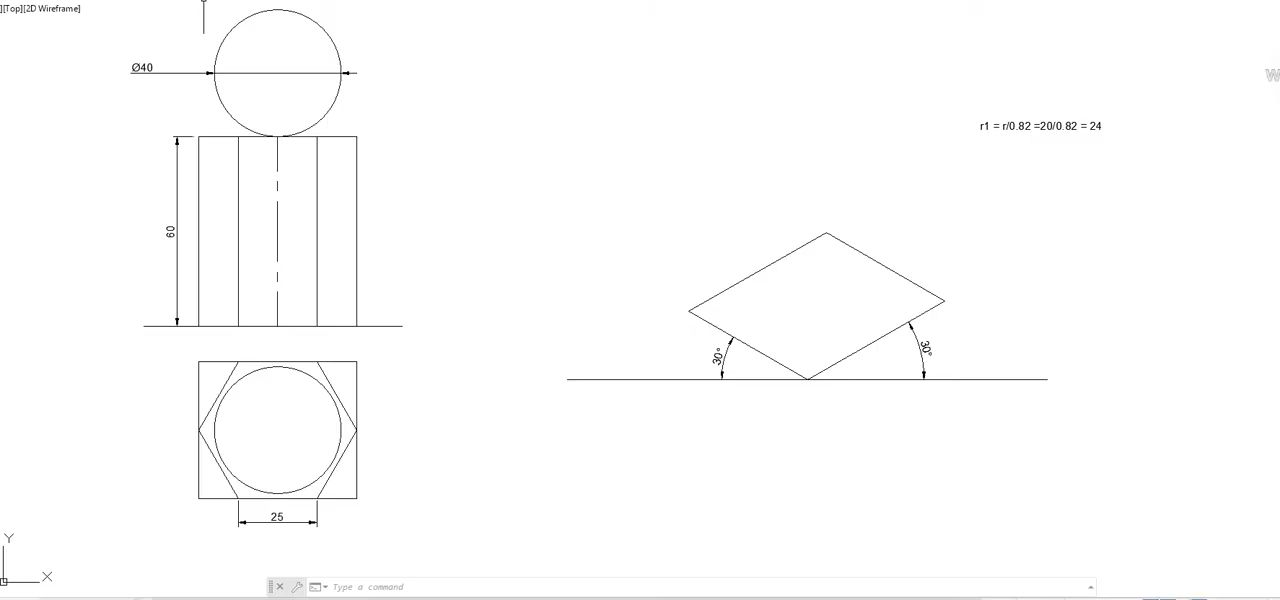 ][Top][2D Wireframe]
Ø40
W
r1 = r/0.82 =20/0.82 = 24
60
30°
30°
25
Y
X
Type a command